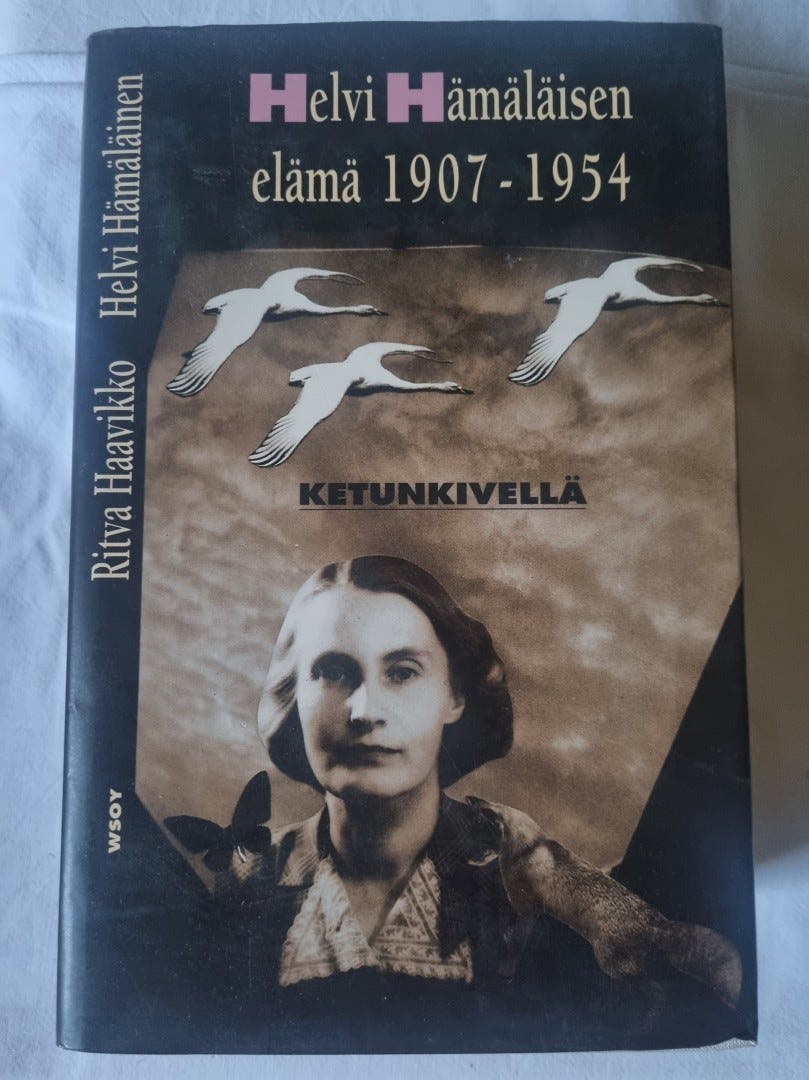 Helvi Hämäläisen
elämä 1907 - 1954
Ritva Haavikko Helvi Hämäläinen
KETUNKIVELLÄ
WSOY